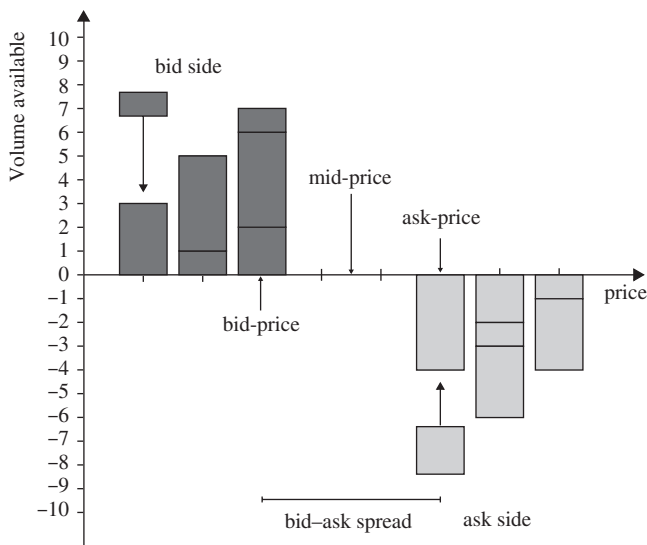 Volume available
10
9
8
7
6
5
4
3
2
1
0
−1
−2
−3
−4
−5
−6
−7
−8
−9
−10
bid side
mid-price
ask-price
price
bid-price
bid–ask spread
ask side